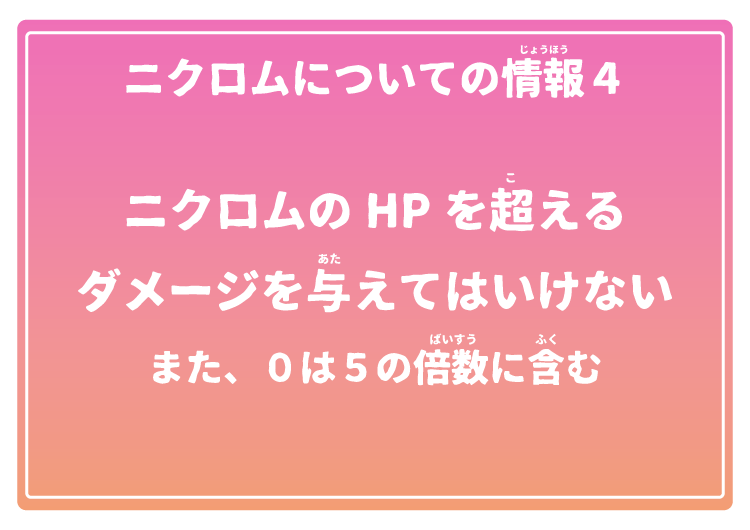 ニクロムについての情報４
じょうほう
ニクロムの HP を超える
こ
ダメージを与えてはいけない
あた
また、０は５の倍数に含む
ばいすう ふく